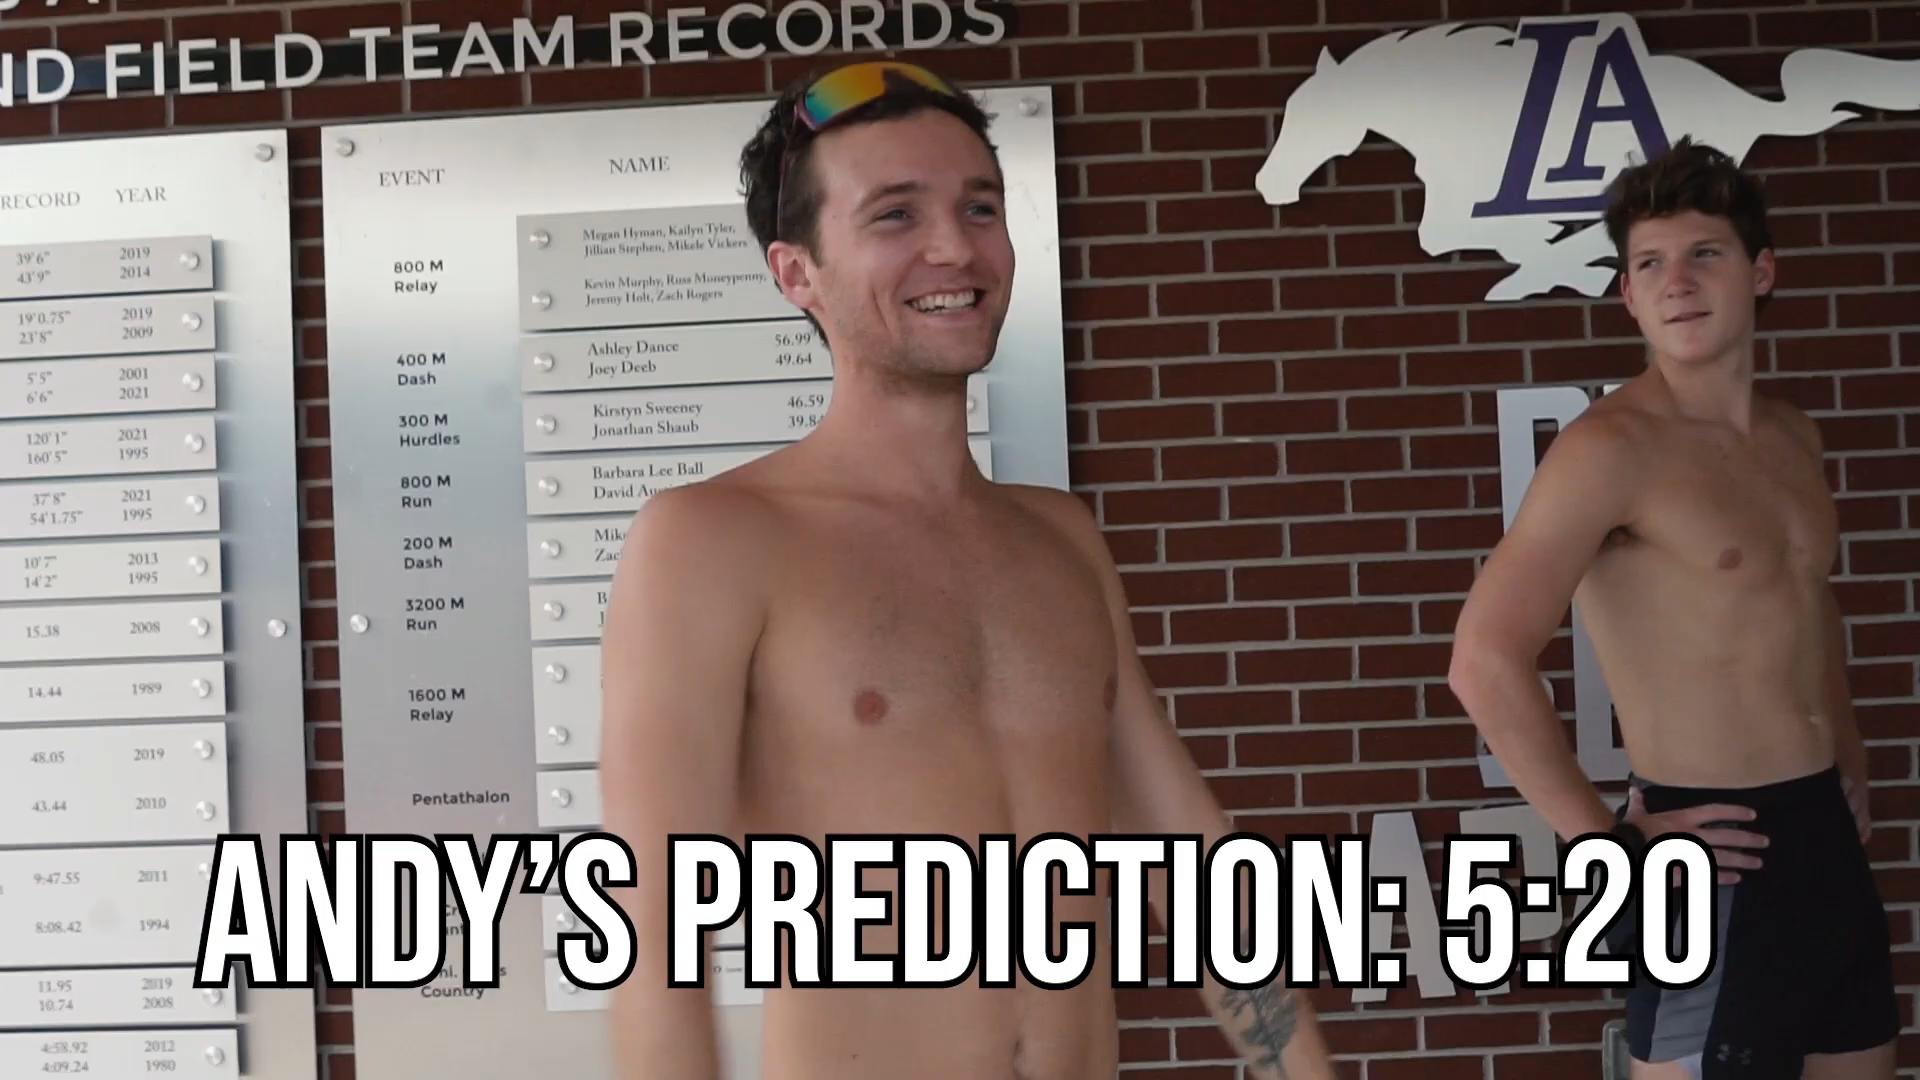 ND FIELD TEAM RECORDS
LA
RECORD YEAR
39'6" 2019
43'9" 2014
19'0.75" 2019
23'8" 2009
5'5" 2001
6'6" 2021
120'1" 2021
160'5" 1995
37'8" 2021
54'1.75" 1995
10'7" 2013
14'2" 1995
15.38 2008
14.44 1989
48.05 2019
43.44 2010
9:47.55 2011
8:08.42 1994
11.95 2019
10.74 2008
4:58.92 2012
4:09.24 1980
EVENT NAME
800 M
Relay
Megan Hyman, Kailyn Tyler,
Jillian Stephen, Mikele Vickers
Kevin Murphy, Russ Moneypenny,
Jeremy Holt, Zach Rogers
400 M
Dash
Ashley Dance 56.99
Joey Deeb 49.64
300 M
Hurdles
Kirstyn Sweeney 46.59
Jonathan Shaub 39.8
800 M
Run
Barbara Lee Ball
David
200 M
Dash
3200 M
Run
1600 M
Relay
Pentathalon
Country
ANDY'S PREDICTION: 5:20